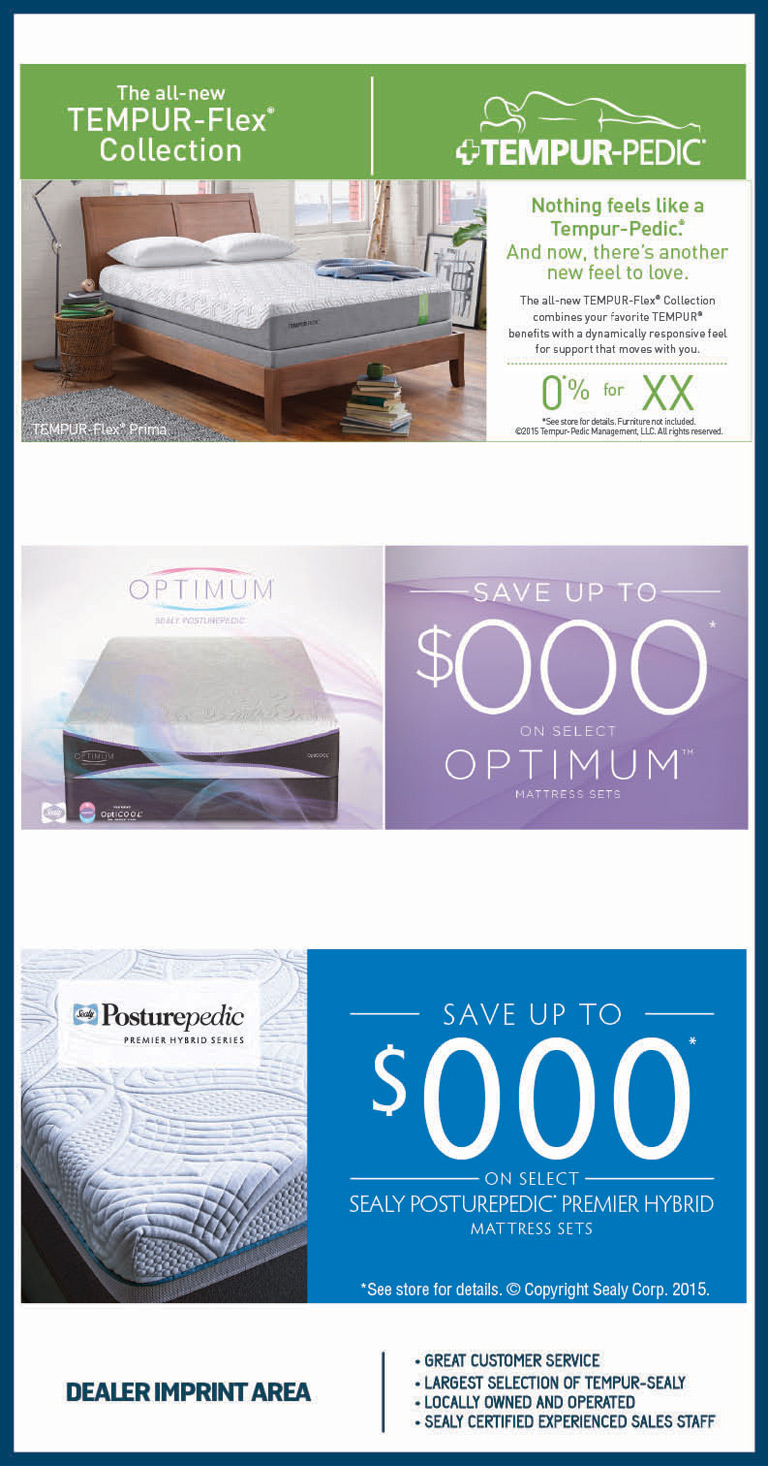 The all-new
TEMPUR-Flex®
Collection
TEMPUR-PEDIC®
Nothing feels like a
Tempur-Pedic.®
And now, there's another
new feel to love.
The all-new TEMPUR-Flex® Collection
combines your favorite TEMPUR®
benefits with a dynamically responsive feel
for support that moves with you.
0*% for XX
*See store for details. Furniture not included.
©2015 Tempur-Pedic Management, LLC. All rights reserved.
TEMPUR-PEDIC
TEMPUR-Flex® Prima
OPTIMUM
SEALY POSTUREPEDIC
OPTIMUM
OptiCOOL
Sealy
OptiCOOL
SAVE UP TO
$000*
ON SELECT
OPTIMUM™
MATTRESS SETS
Sealy Posturepedic
PREMIER HYBRID SERIES
SAVE UP TO
$000*
ON SELECT
SEALY POSTUREPEDIC® PREMIER HYBRID
MATTRESS SETS
*See store for details. © Copyright Sealy Corp. 2015.
DEALER IMPRINT AREA
• GREAT CUSTOMER SERVICE
• LARGEST SELECTION OF TEMPUR-SEALY
• LOCALLY OWNED AND OPERATED
• SEALY CERTIFIED EXPERIENCED SALES STAFF